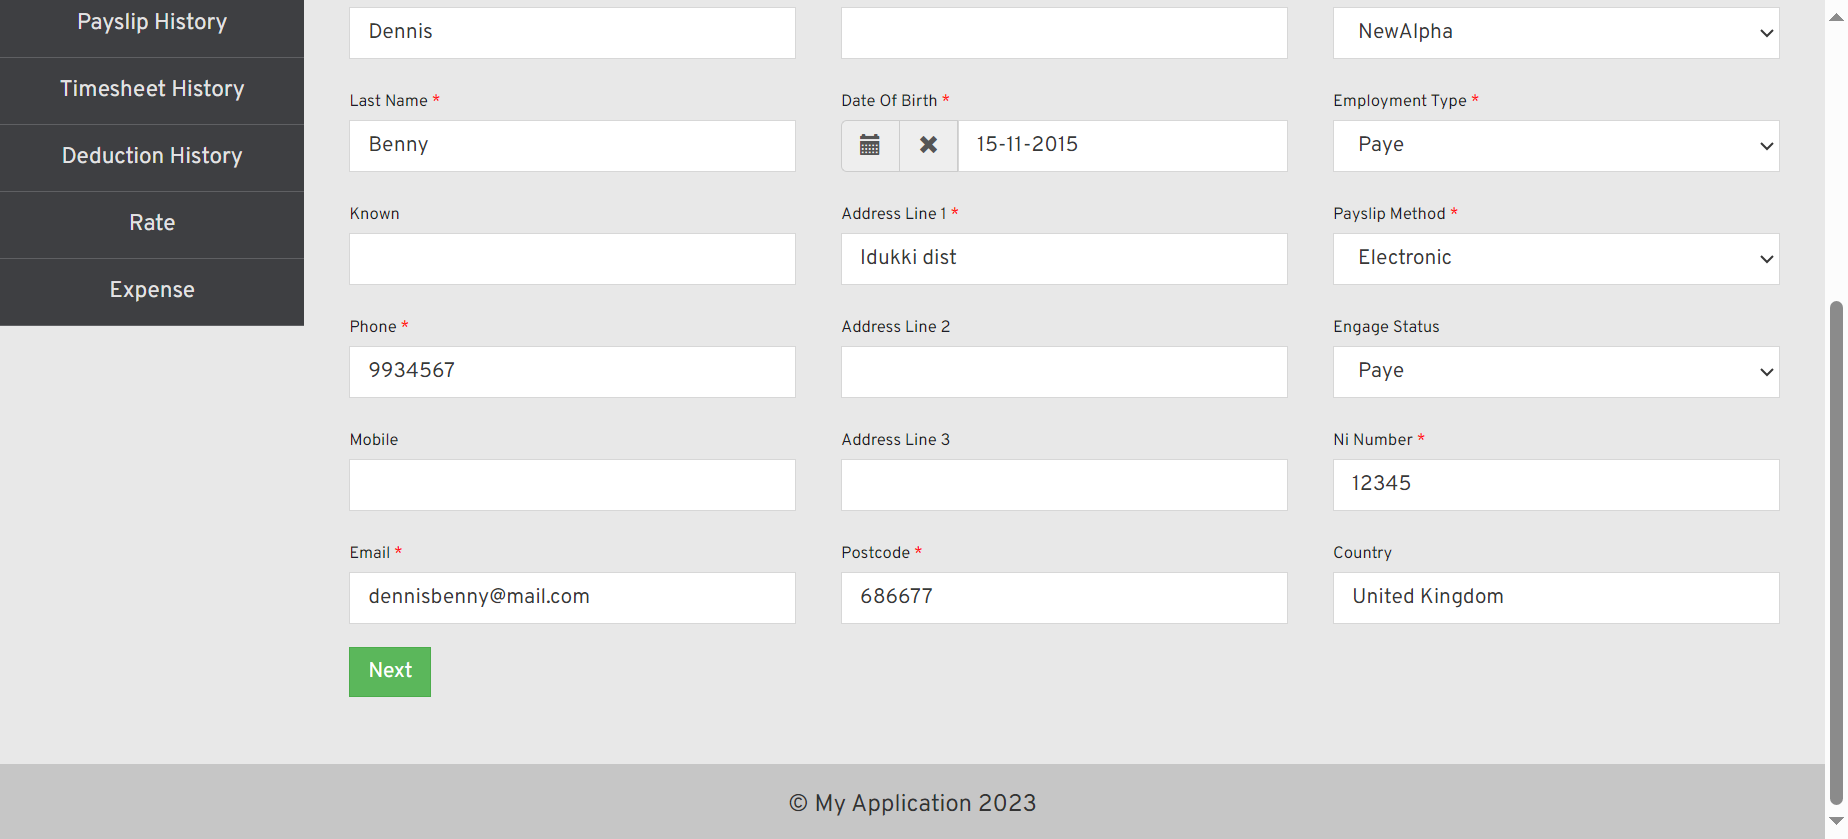 Payslip History
Timesheet History
Deduction History
Rate
Expense
Dennis
NewAlpha
Last Name *
Date Of Birth *
Employment Type *
Benny
15-11-2015
Paye
Known
Address Line 1 *
Payslip Method *
Idukki dist
Electronic
Phone *
Address Line 2
Engage Status
9934567
Paye
Mobile
Address Line 3
Ni Number *
12345
Email *
Postcode *
Country
dennisbenny@mail.com
686677
United Kingdom
Next
© My Application 2023